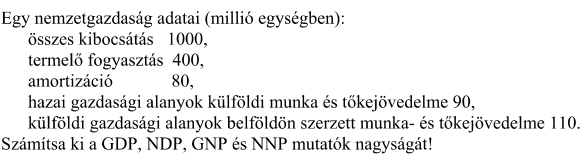 Egy nemzetgazdaság adatai (millió egységben):
összes kibocsátás 1000,
termelő fogyasztás 400,
amortizáció 80,
hazai gazdasági alanyok külföldi munka és tőkejövedelme 90,
külföldi gazdasági alanyok belföldön szerzett munka- és tőkejövedelme 110.
Számítsa ki a GDP, NDP, GNP és NNP mutatók nagyságát!